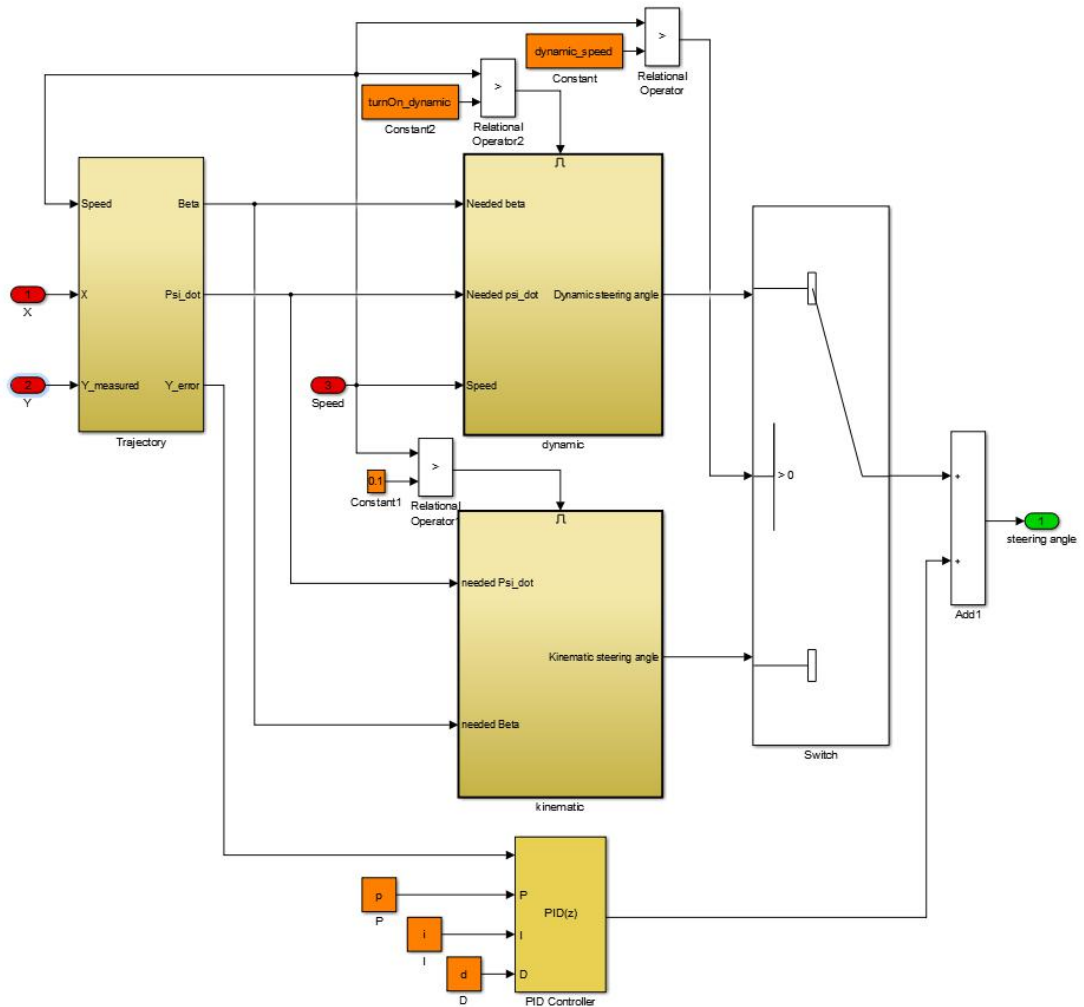 dynamic_speed
>
Constant
Relational
Operator
turnOn_dynamic
>
Constant2
Relational
Operator2
Speed
Beta
Needed beta
1
X
X
Psi_dot
Needed psi_dot
Dynamic steering angle
2
Y
Y_measured
Y_error
Trajectory
3
Speed
Speed
dynamic
0.1
Constant1
>
Relational
Operator1
> 0
+
+
Add1
1
steering angle
needed Psi_dot
Kinematic steering angle
needed Beta
kinematic
Switch
p
P
i
I
d
D
P
I
D
PID(z)
PID Controller